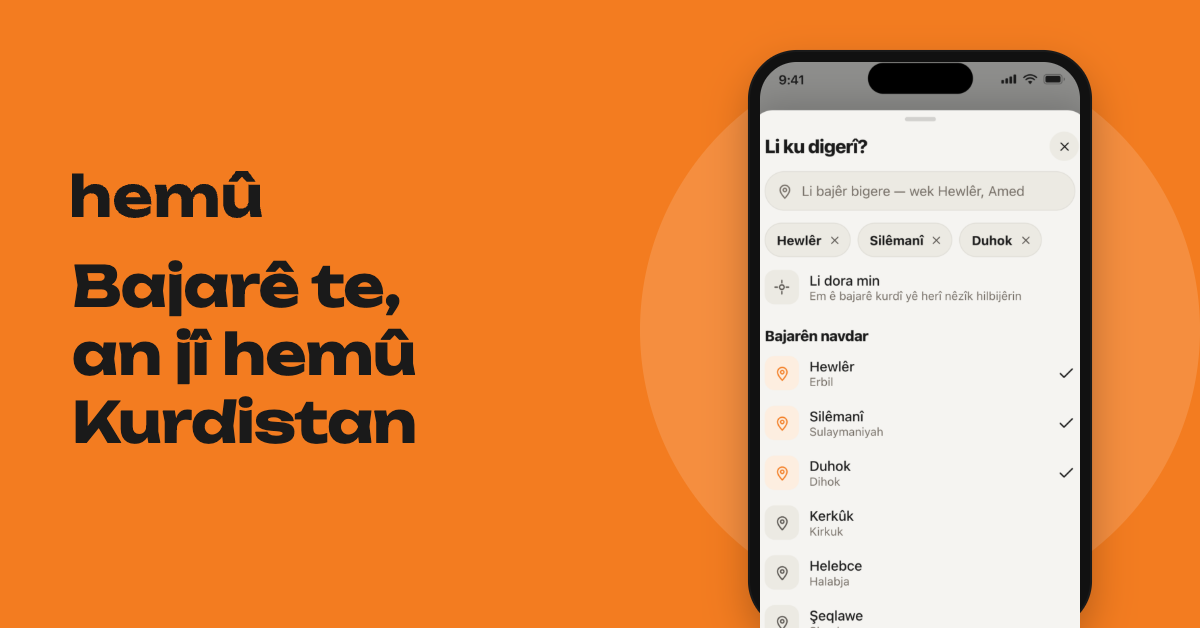 hemû
Bajarê te,
an jî hemû
Kurdistan
9:41
Li ku digerî?
Li bajêr bigere — wek Hewlêr, Amed
Hewlêr × Silêmanî × Duhok ×
Li dora min
Em ê bajarê kurdî yê herî nêzîk hilbijêrin
Bajarên navdar
Hewlêr
Erbil
Silêmanî
Sulaymaniyah
Duhok
Dihok
Kerkûk
Kirkuk
Helebce
Halabja
Şeqlawe